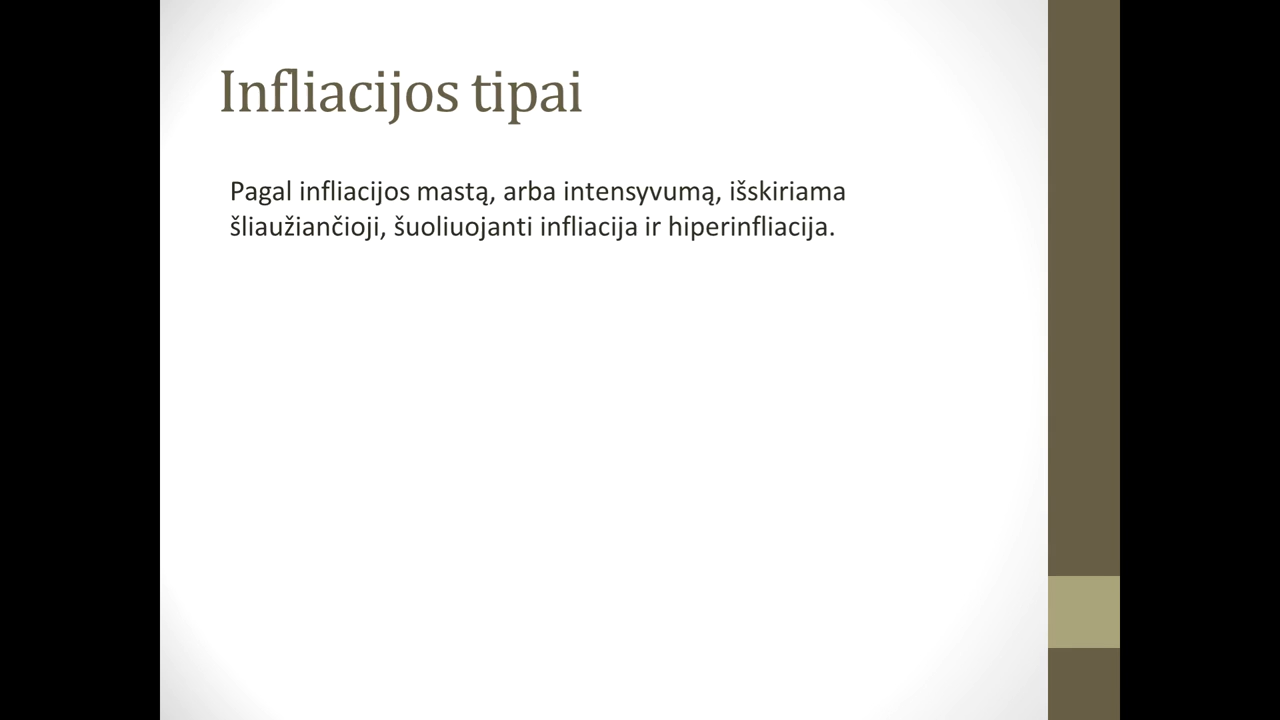 Infliacijos tipai
Pagal infliacijos mastą, arba intensyvumą, išskiriama
šliaužiančioji, šuoliuojanti infliacija ir hiperinfliacija.